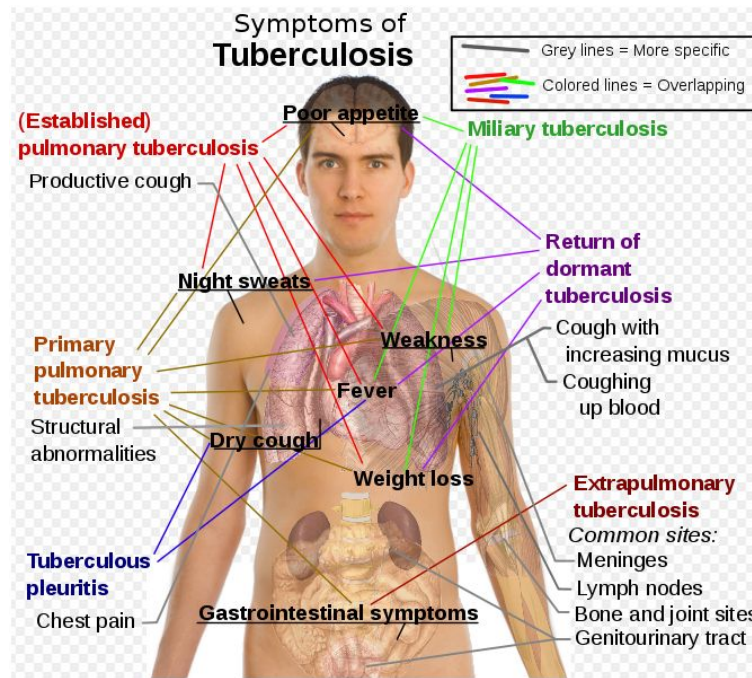 Symptoms of
Tuberculosis
Grey lines = More specific
Colored lines = Overlapping
Poor appetite
(Established)
pulmonary tuberculosis
Productive cough
Miliary tuberculosis
Night sweats
Return of
dormant
tuberculosis
Cough with
increasing mucus
Coughing
up blood
Weakness
Primary
pulmonary
tuberculosis
Structural
abnormalities
Fever
Dry cough
Weight loss
Extrapulmonary
tuberculosis
Common sites:
Meninges
Lymph nodes
Bone and joint sites
Genitourinary tract
Tuberculous
pleuritis
Chest pain
Gastrointestinal symptoms